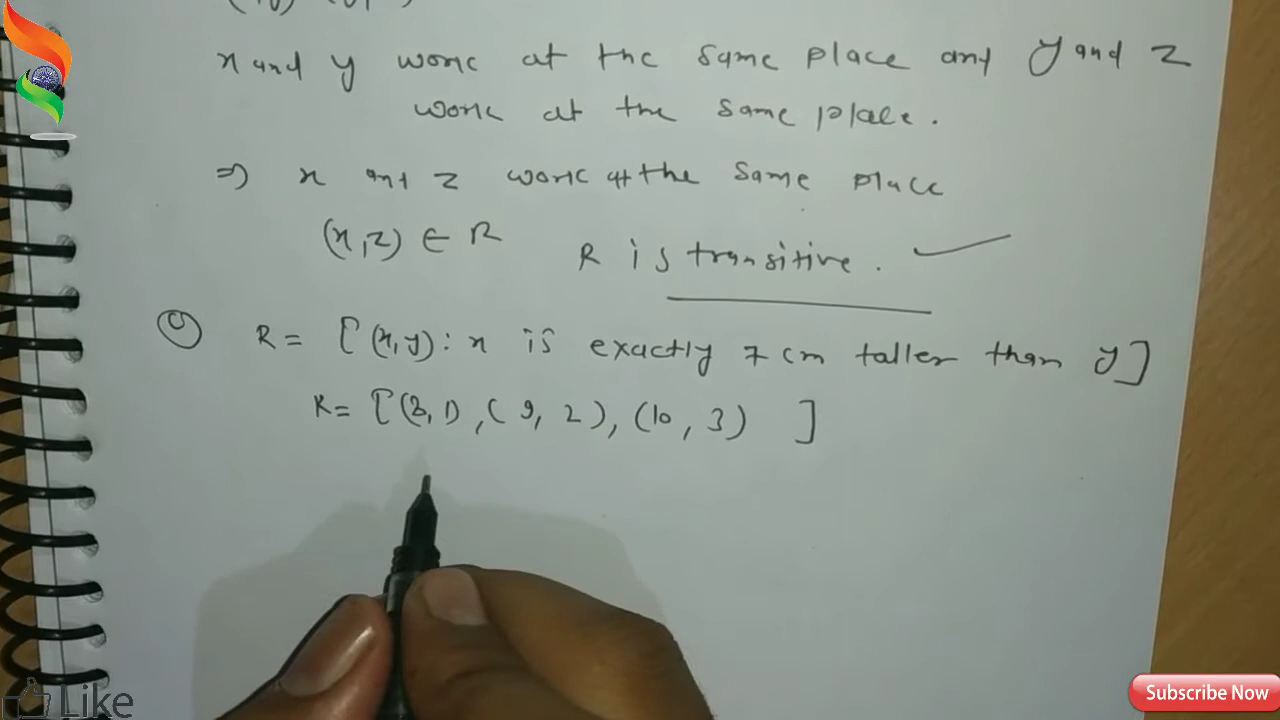 x and y work at the same place and y and z
work at the same place.
⇒ x and z work at the same place
(x,z) ∈ R R is transitive.
R = [(x,y): x is exactly 7 cm taller than y]
R = [(8,1), (9, 2), (10, 3) ]
Like
Subscribe Now